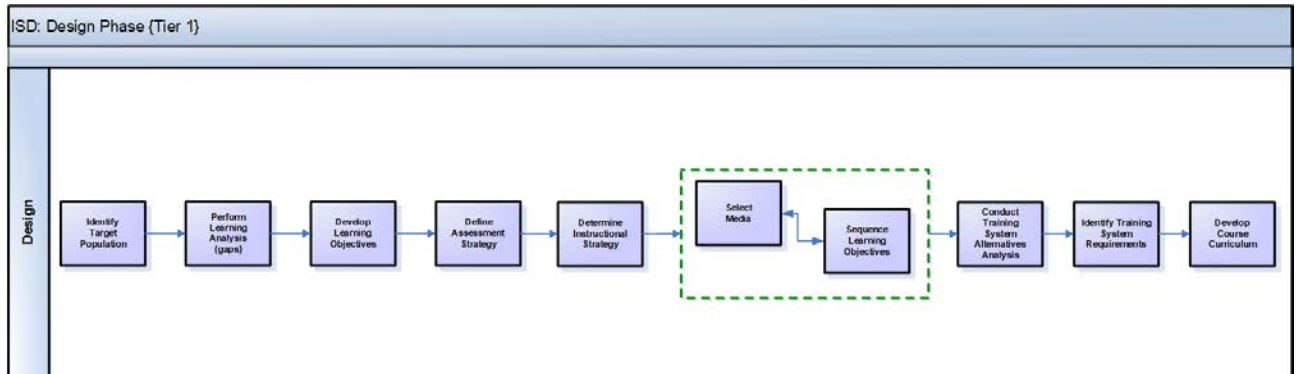 ISD: Design Phase {Tier 1}
Design
Identify
Target
Population
Perform
Learning
Analysis
(gaps)
Develop
Learning
Objectives
Define
Assessment
Strategy
Determine
Instructional
Strategy
Select
Media
Sequence
Learning
Objectives
Conduct
Training
System
Alternatives
Analysis
Identify Training
System
Requirements
Develop
Course
Curriculum